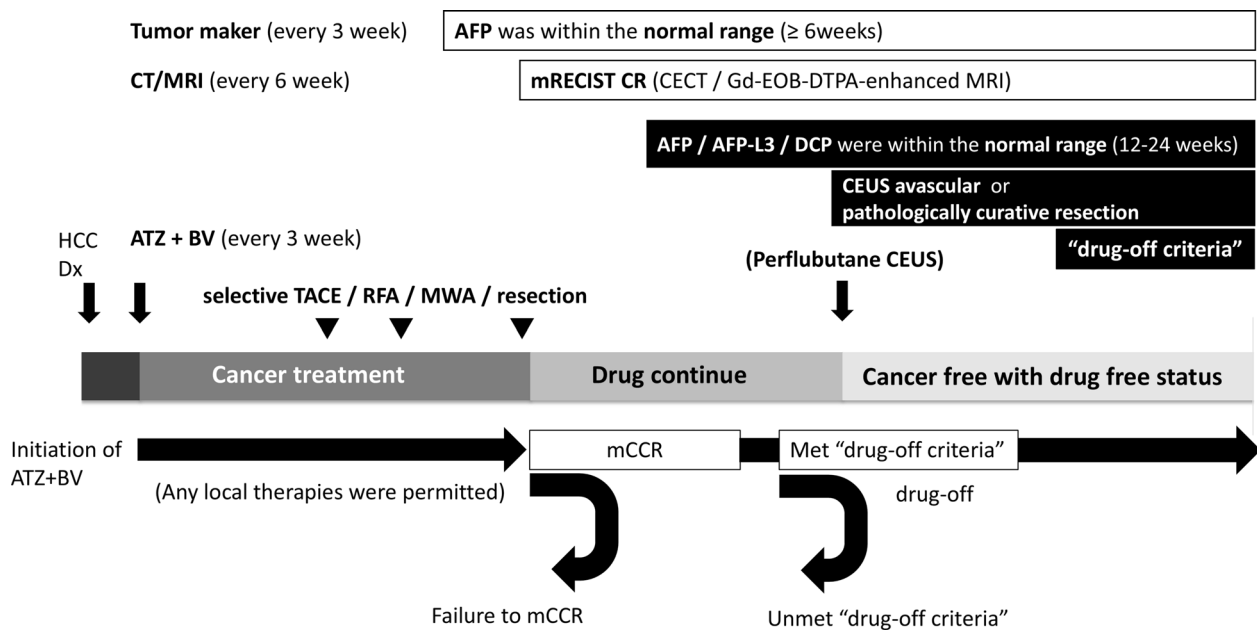 Tumor maker (every 3 week)
AFP was within the normal range (≥ 6weeks)
CT/MRI (every 6 week)
mRECIST CR (CECT / Gd-EOB-DTPA-enhanced MRI)
AFP / AFP-L3 / DCP were within the normal range (12-24 weeks)
CEUS avascular or
pathologically curative resection
"drug-off criteria"
HCC
Dx
ATZ + BV (every 3 week)
(Perflubutane CEUS)
selective TACE / RFA / MWA / resection
Cancer treatment
Drug continue
Cancer free with drug free status
Initiation of
ATZ+BV
mCCR
Met "drug-off criteria"
(Any local therapies were permitted)
drug-off
Failure to mCCR
Unmet "drug-off criteria"